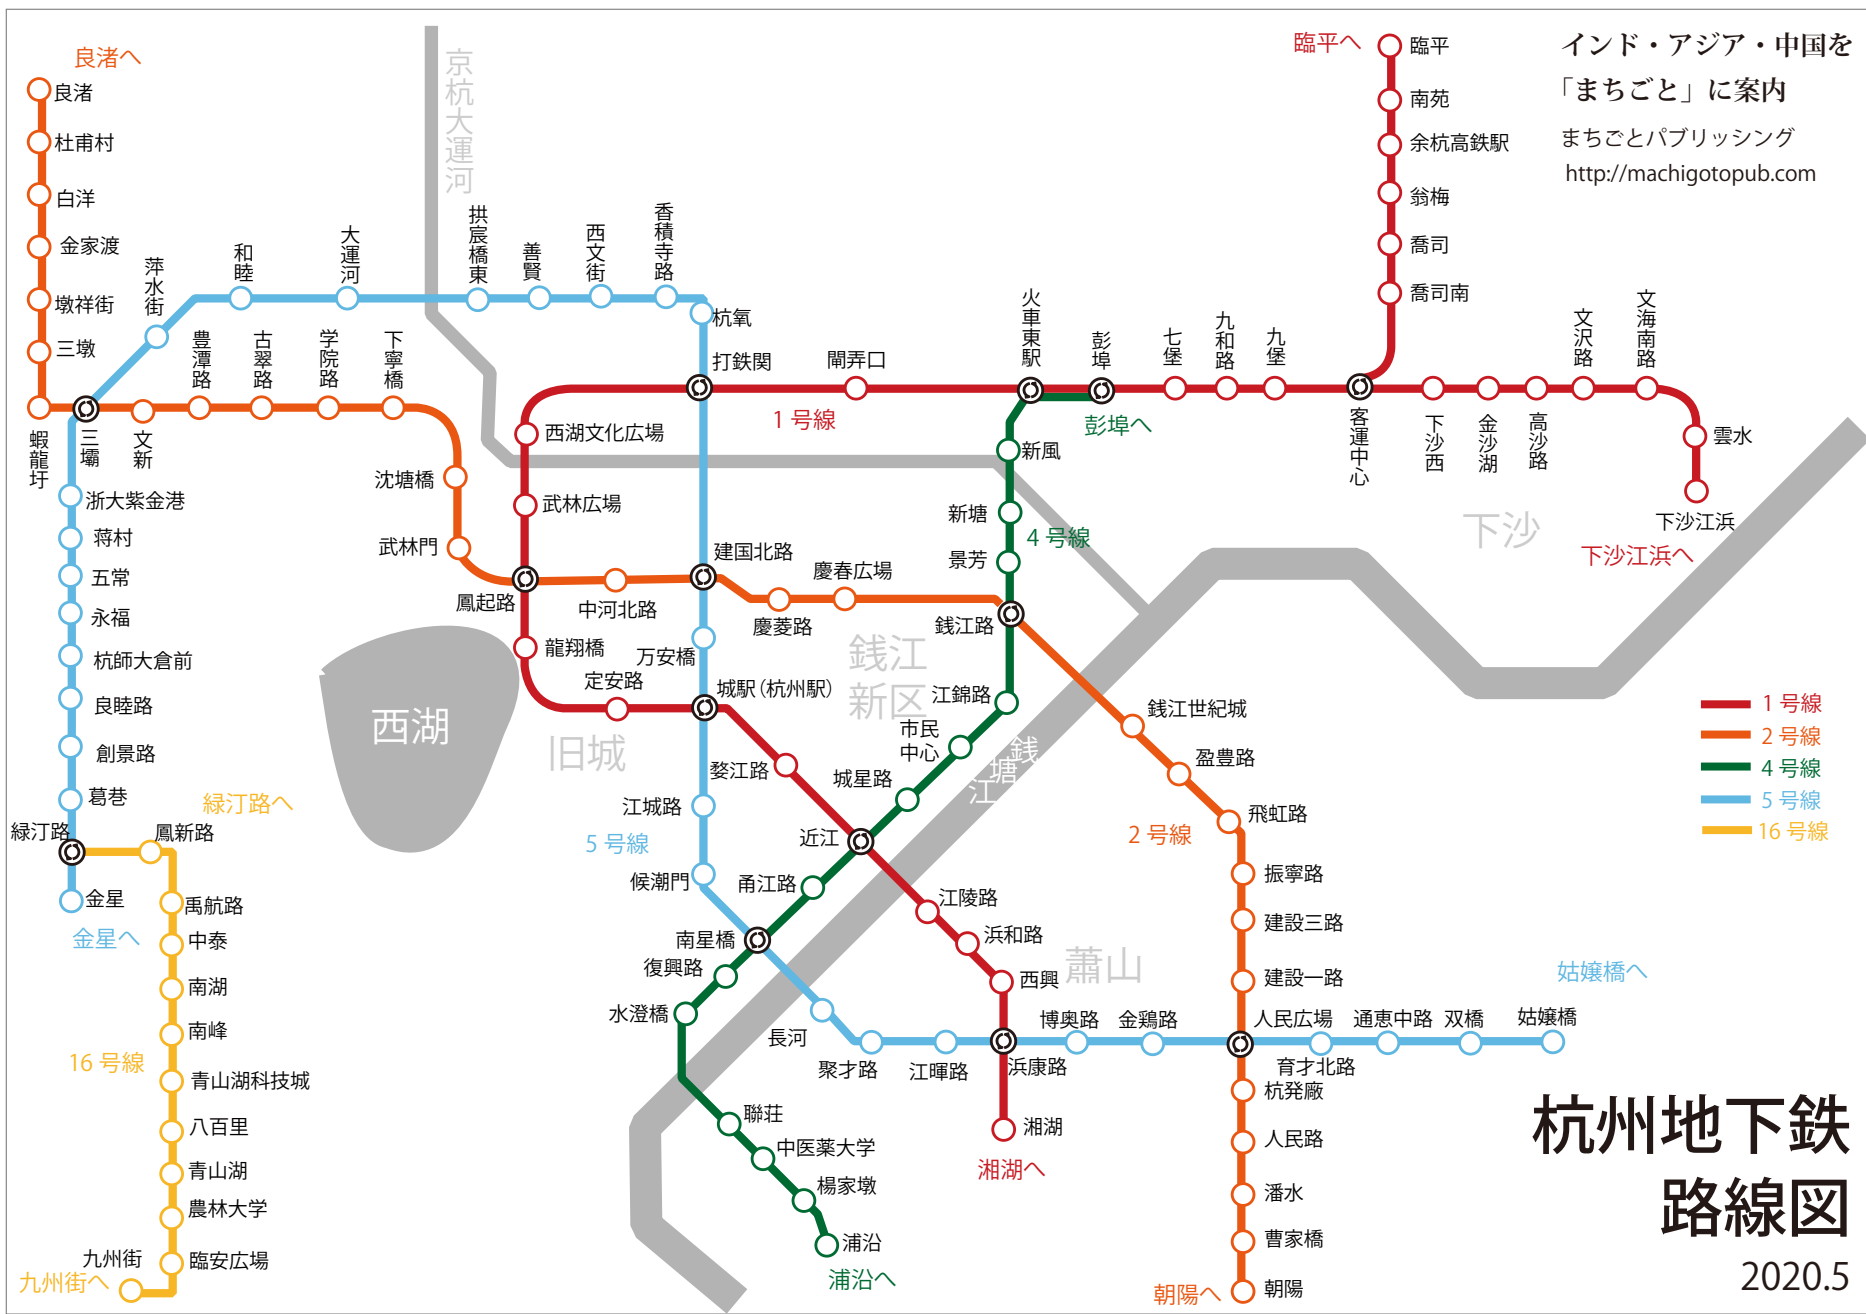 良渚へ
良渚
杜甫村
白洋
金家渡
墩祥街
三墩
蝦龍圩
三壩
文新
豊潭路
古翠路
学院路
下寧橋
沈塘橋
武林門
鳳起路
中河北路
建国北路
慶菱路
慶春広場
銭江路
銭江世紀城
盈豊路
飛虹路
2 号線
振寧路
建設三路
建設一路
人民広場
杭発廠
人民路
潘水
曹家橋
朝陽
朝陽へ
京杭大運河
萍水街
和睦
大運河
拱宸橋東
善賢
西文街
香積寺路
杭氧
打鉄関
万安橋
城駅（杭州駅）
江城路
5 号線
候潮門
南星橋
長河
聚才路
江暉路
浜康路
博奥路
金鶏路
育才北路
通恵中路
双橋
姑嬢橋
姑嬢橋へ
浙大紫金港
蒋村
五常
永福
杭師大倉前
良睦路
創景路
葛巷
緑汀路
金星
金星へ
緑汀路へ
鳳新路
禹航路
中泰
南湖
南峰
16 号線
青山湖科技城
八百里
青山湖
農林大学
臨安広場
九州街
九州街へ
臨平へ
臨平
南苑
余杭高鉄駅
翁梅
喬司
喬司南
客運中心
九堡
九和路
七堡
彭埠
彭埠へ
火車東駅
閘弄口
1 号線
西湖文化広場
武林広場
龍翔橋
定安路
婺江路
近江
江陵路
浜和路
西興
湘湖
湘湖へ
下沙西
金沙湖
高沙路
文沢路
文海南路
雲水
下沙江浜
下沙江浜へ
新風
新塘
4 号線
景芳
江錦路
市民
中心
城星路
甬江路
復興路
水澄橋
聯荘
中医薬大学
楊家墩
浦沿
浦沿へ
西湖
旧城
銭江
新区
銭塘江
下沙
蕭山
インド・アジア・中国を
「まちごと」に案内
まちごとパブリッシング
http://machigotopub.com
1 号線
2 号線
4 号線
5 号線
16 号線
杭州地下鉄
路線図
2020.5